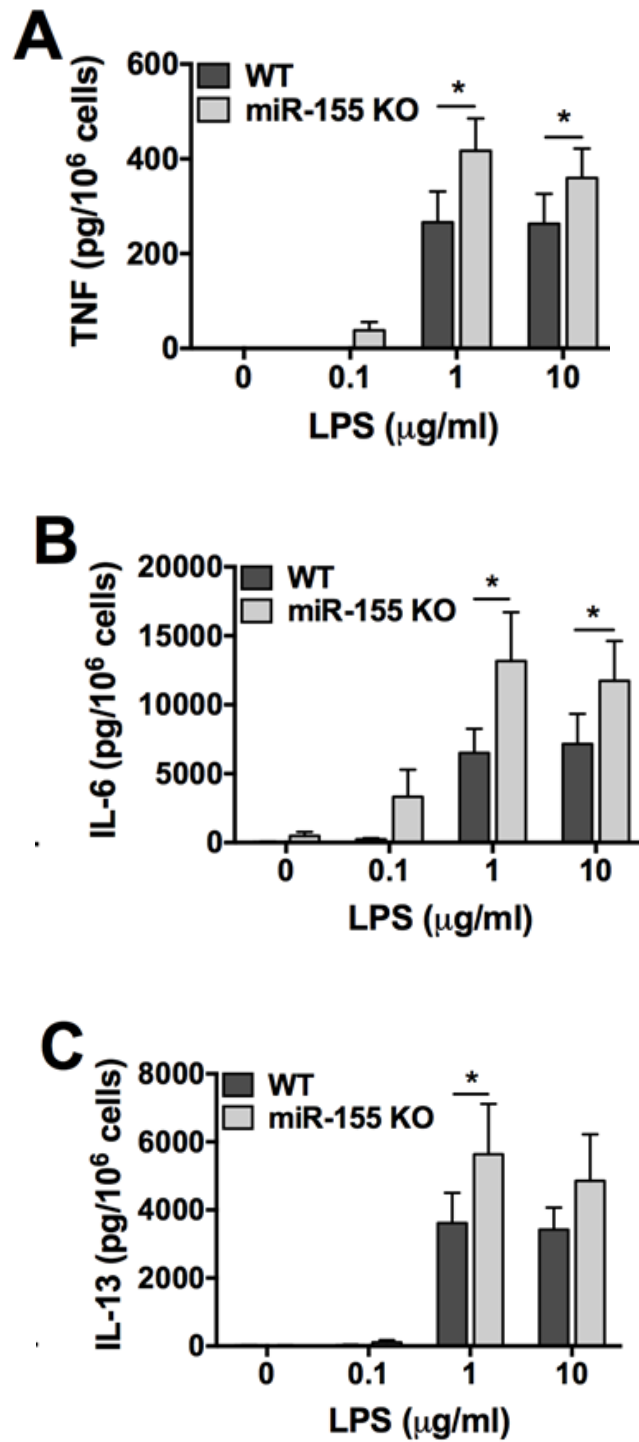 A
TNF (pg/10⁶ cells)
600
400
200
0
WT
miR-155 KO
*
*
0 0.1 1 10
LPS (μg/ml)
B
IL-6 (pg/10⁶ cells)
20000
15000
10000
5000
0
WT
miR-155 KO
*
*
0 0.1 1 10
LPS (μg/ml)
C
IL-13 (pg/10⁶ cells)
8000
6000
4000
2000
0
WT
miR-155 KO
*
0 0.1 1 10
LPS (μg/ml)